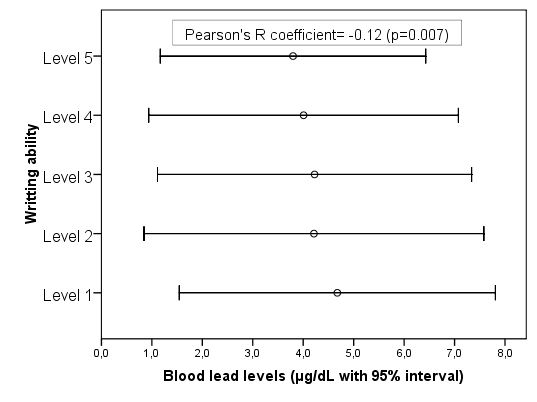 Pearson's R coefficient= -0.12 (p=0.007)
Level 5
Level 4
Level 3
Level 2
Level 1
Writting ability
0,0 1,0 2,0 3,0 4,0 5,0 6,0 7,0 8,0
Blood lead levels (µg/dL with 95% interval)